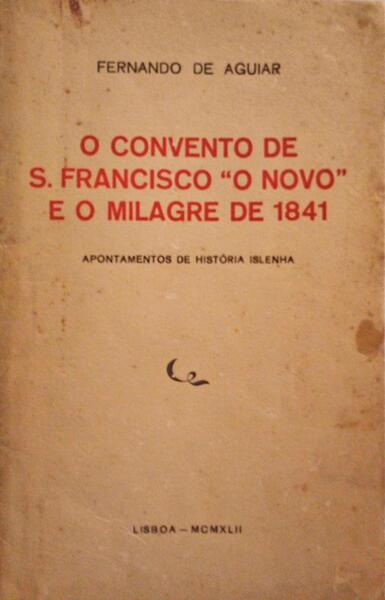 FERNANDO DE AGUIAR
O CONVENTO DE
S. FRANCISCO "O NOVO"
E O MILAGRE DE 1841
APONTAMENTOS DE HISTÓRIA ISLENHA
LISBOA — MCMXLII